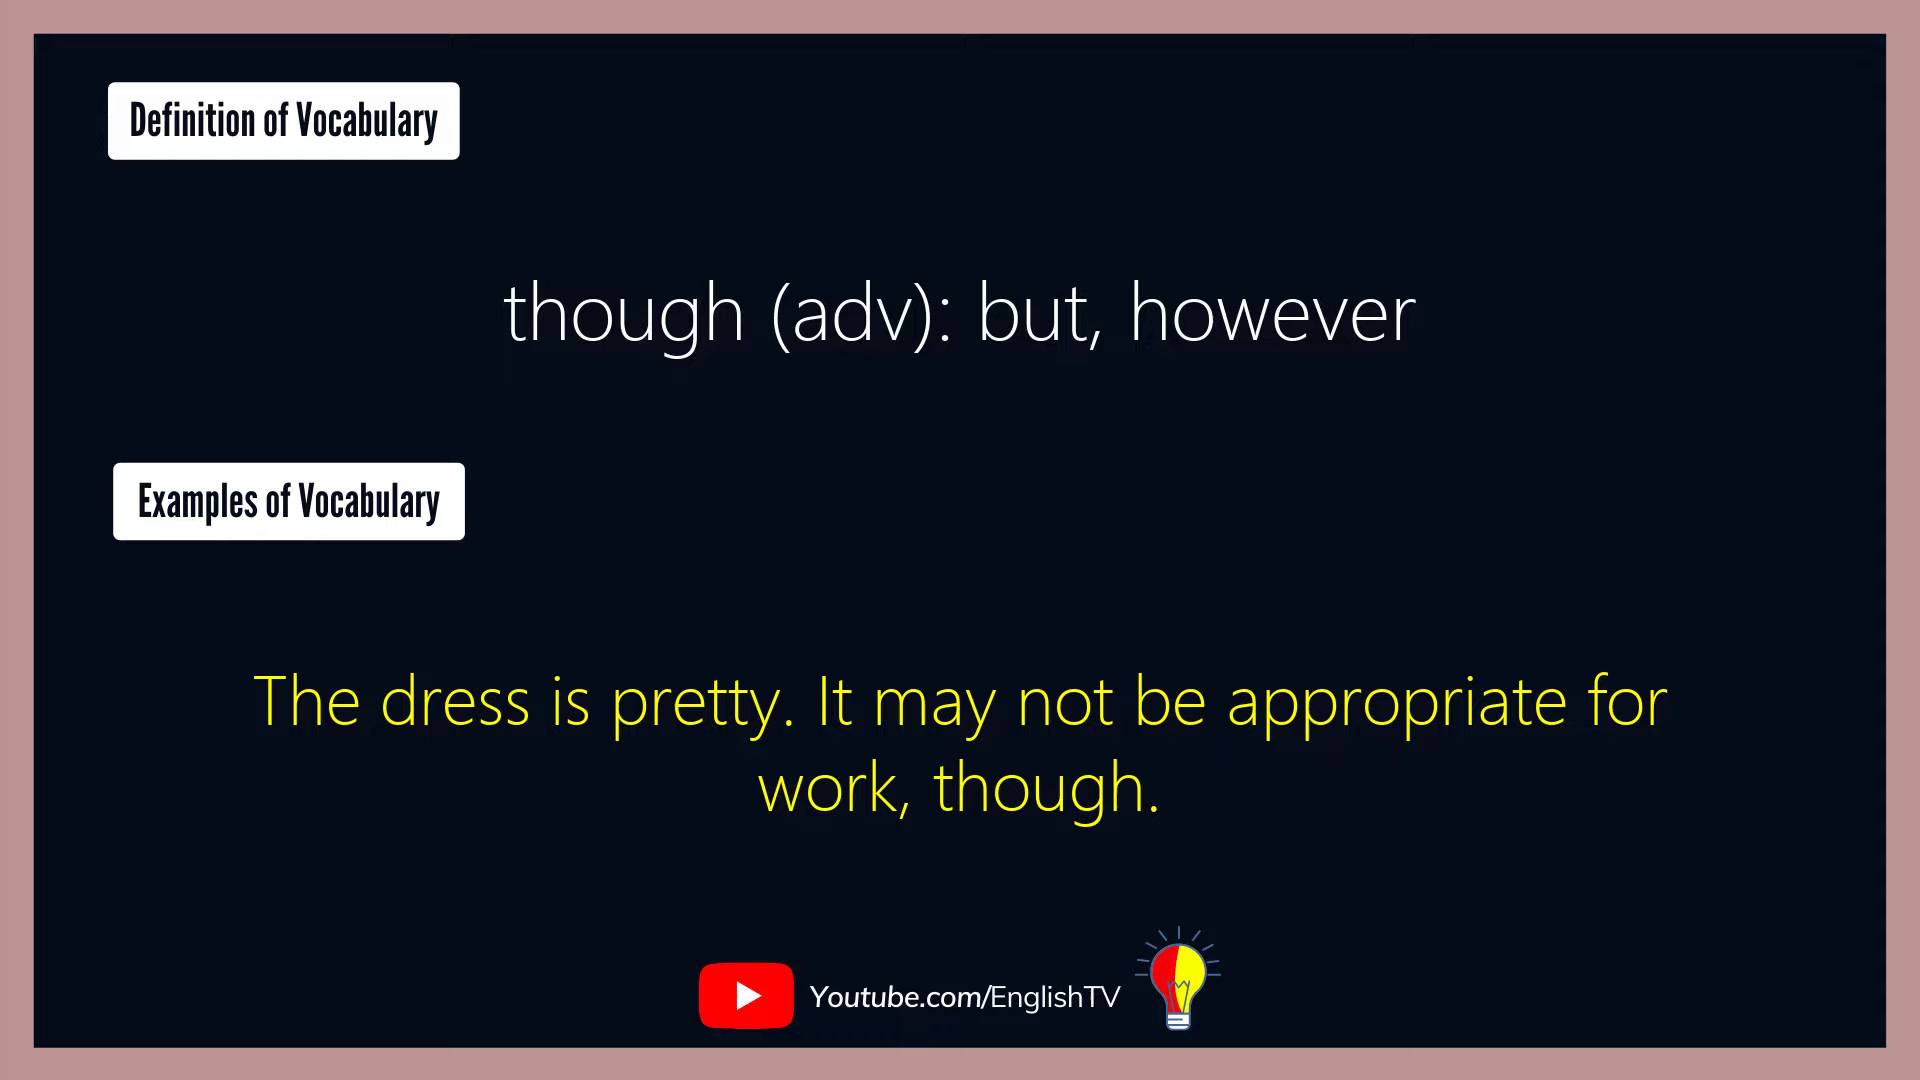 Definition of Vocabulary
though (adv): but, however
Examples of Vocabulary
The dress is pretty. It may not be appropriate for
work, though.
Youtube.com/EnglishTV